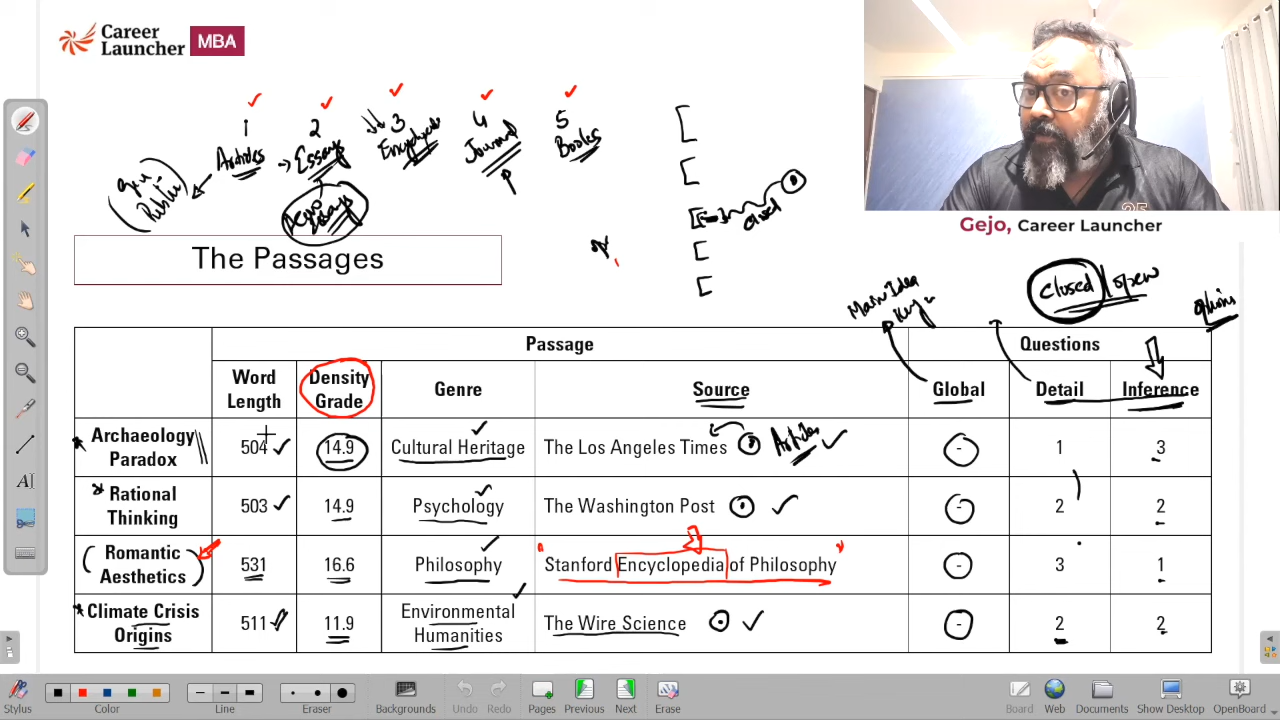 Career
Launcher
MBA
1 2 3 4 5
Articles Essays Journal Books
closed
Gejo, Career Launcher
The Passages
Main Idea
closed / open
options
Passage Questions
Word Length Density Grade Genre Source Global Detail Inference
Archaeology Paradox 504 14.9 Cultural Heritage The Los Angeles Times Articles - 1 3
Rational Thinking 503 14.9 Psychology The Washington Post - 2 2
Romantic Aesthetics 531 16.6 Philosophy "Stanford Encyclopedia of Philosophy" - 3 1
Climate Crisis Origins 511 11.9 Environmental Humanities The Wire Science - 2 2
Stylus Color Line Eraser Backgrounds Undo Redo Pages Previous Next Erase Board Web Documents Show Desktop OpenBoard